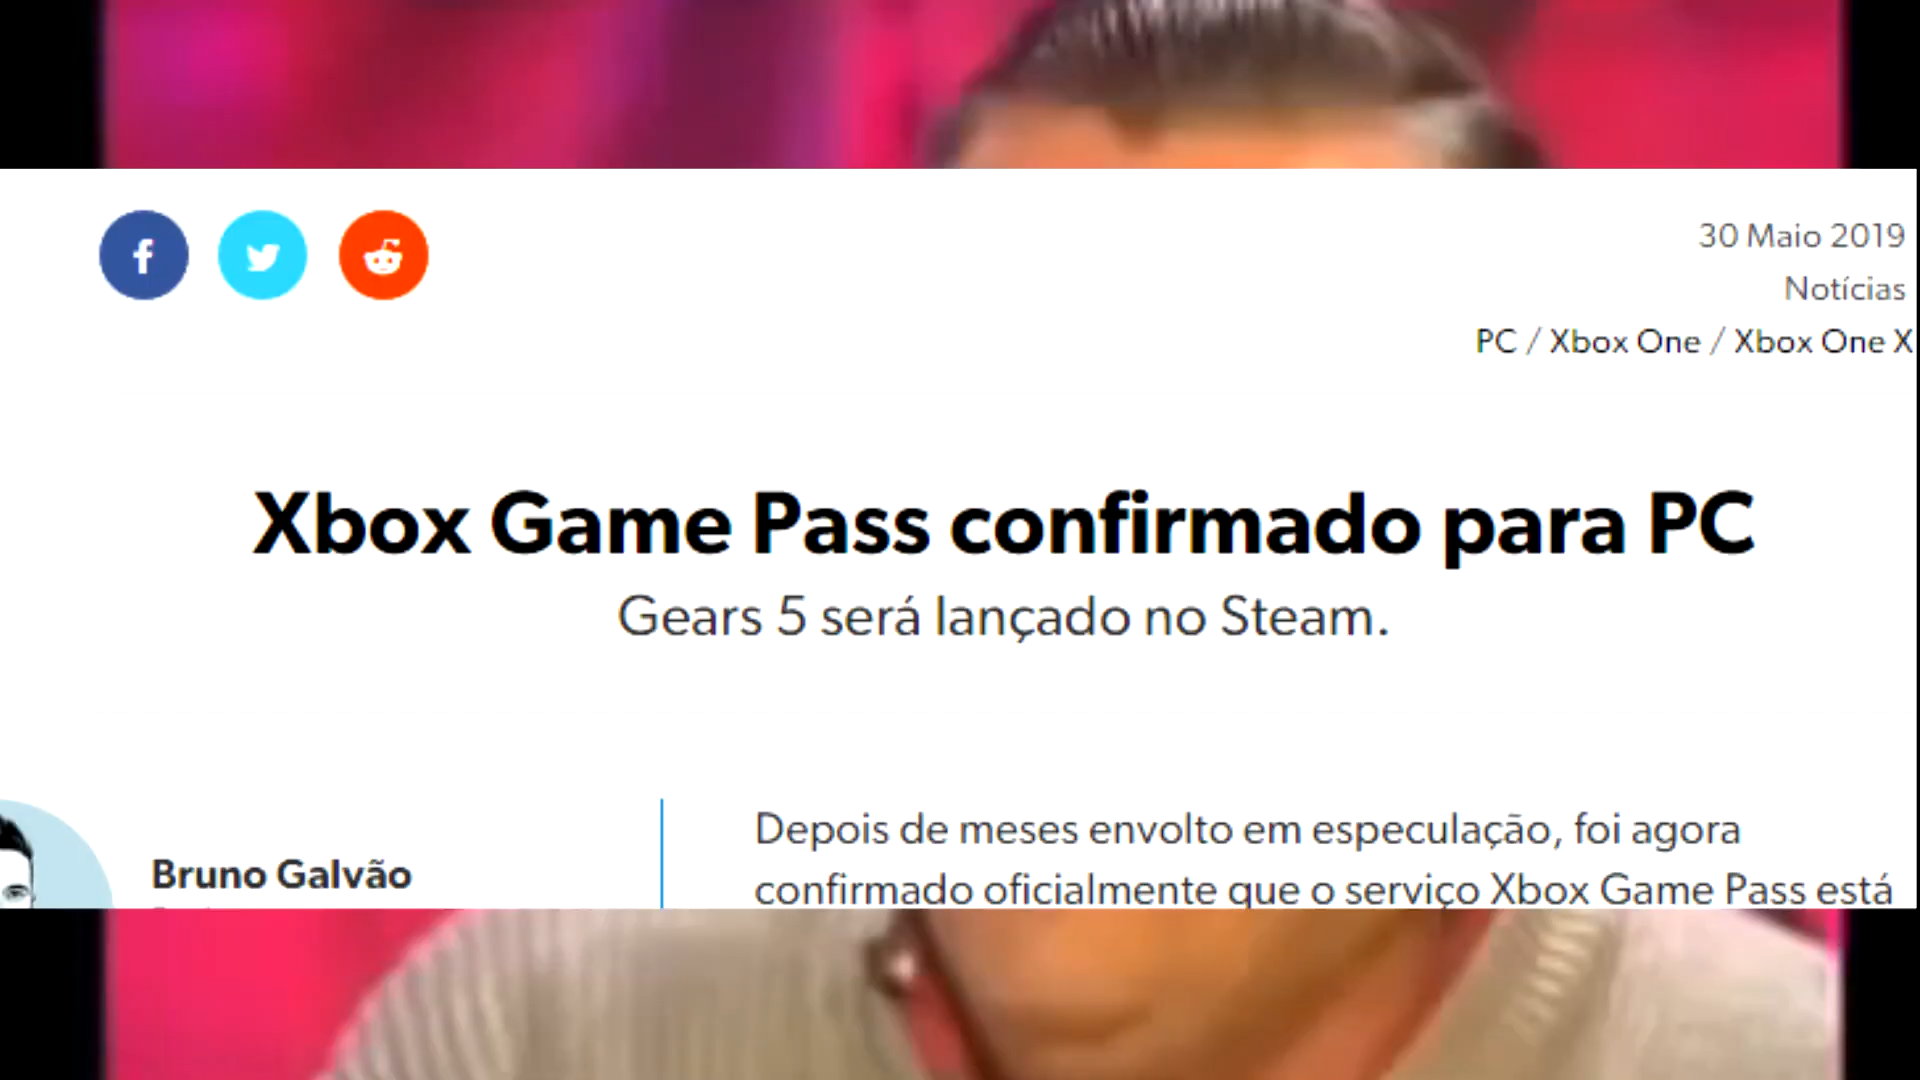 30 Maio 2019
Notícias
PC / Xbox One / Xbox One X
Xbox Game Pass confirmado para PC
Gears 5 será lançado no Steam.
Bruno Galvão
Depois de meses envolto em especulação, foi agora
confirmado oficialmente que o serviço Xbox Game Pass está